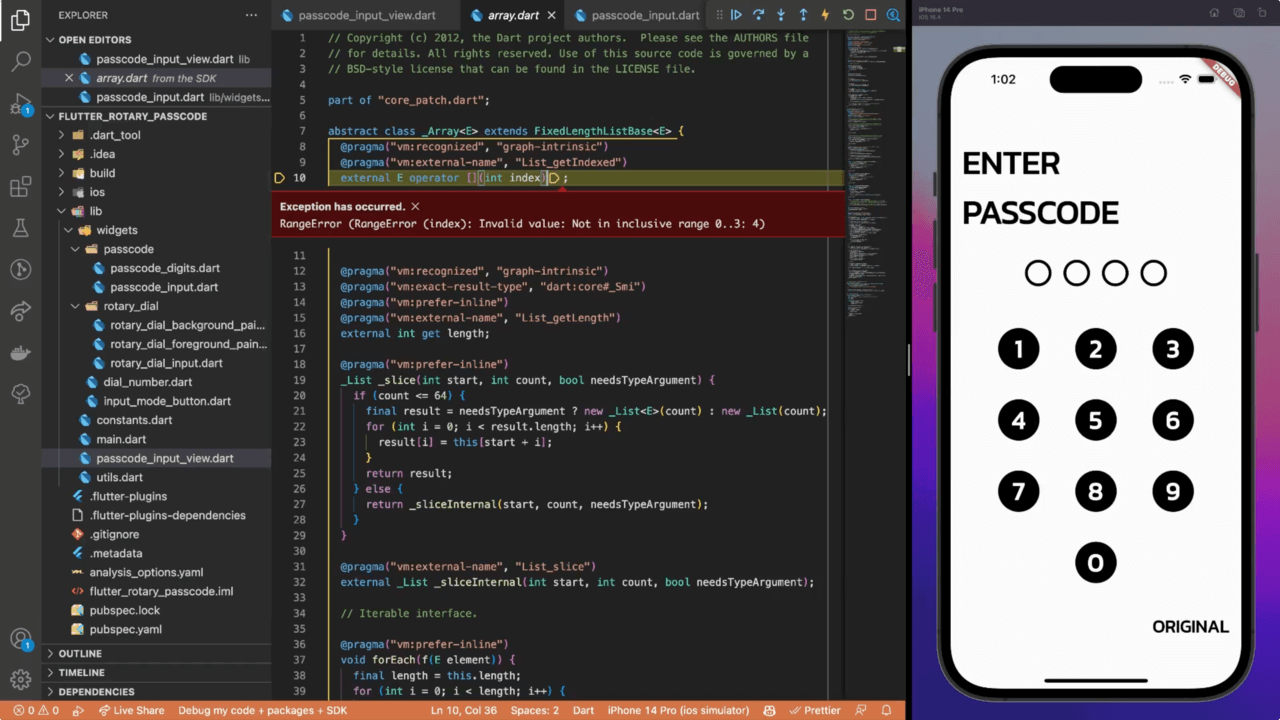 EXPLORER
OPEN EDITORS
passcode_input_view.dart lib
array.dart from the SDK
passcode_input.dart lib/widgets...
FLUTTER_ROTARY_PASSCODE
.dart_tool
.idea
build
ios
lib
widgets
passcode
passcode_digits.dart
passcode_input.dart
rotary_dial
rotary_dial_background_pai...
rotary_dial_foreground_pain...
rotary_dial_input.dart
dial_number.dart
input_mode_button.dart
constants.dart
main.dart
passcode_input_view.dart
utils.dart
.flutter-plugins
.flutter-plugins-dependencies
.gitignore
.metadata
analysis_options.yaml
flutter_rotary_passcode.iml
pubspec.lock
pubspec.yaml
OUTLINE
TIMELINE
DEPENDENCIES
1
1
passcode_input_view.dart
array.dart
passcode_input.dart
1 // Copyright (c) 2012, the Dart project authors.  Please see the AUTHORS file
2 // for details. All rights reserved. Use of this source code is governed by a
3 // BSD-style license that can be found in the LICENSE file.
4
5 part of "core_patch.dart";
6
7 abstract class _Array<E> extends FixedLengthListBase<E> {
8 @pragma("vm:recognized", "graph-intrinsic")
9 @pragma("vm:external-name", "List_getIndexed")
10 external E operator [](int index);
Exception has occurred.
RangeError (RangeError (index): Invalid value: Not in inclusive range 0..3: 4)
11
12 @pragma("vm:recognized", "graph-intrinsic")
13 @pragma("vm:exact-result-type", "dart:core#_Smi")
14 @pragma("vm:prefer-inline")
15 @pragma("vm:external-name", "List_getLength")
16 external int get length;
17
18 @pragma("vm:prefer-inline")
19 _List _slice(int start, int count, bool needsTypeArgument) {
20 if (count <= 64) {
21 final result = needsTypeArgument ? new _List<E>(count) : new _List(count);
22 for (int i = 0; i < result.length; i++) {
23 result[i] = this[start + i];
24 }
25 return result;
26 } else {
27 return _sliceInternal(start, count, needsTypeArgument);
28 }
29 }
30
31 @pragma("vm:external-name", "List_slice")
32 external _List _sliceInternal(int start, int count, bool needsTypeArgument);
33
34 // Iterable interface.
35
36 @pragma("vm:prefer-inline")
37 void forEach(f(E element)) {
38 final length = this.length;
39 for (int i = 0; i < length; i++) {
0 0 Live Share Debug my code + packages + SDK Ln 10, Col 36 Spaces: 2 Dart iPhone 14 Pro (ios simulator) Prettier
iPhone 14 Pro
iOS 16.4
1:02
DEBUG
ENTER
PASSCODE
1 2 3
4 5 6
7 8 9
0
ORIGINAL